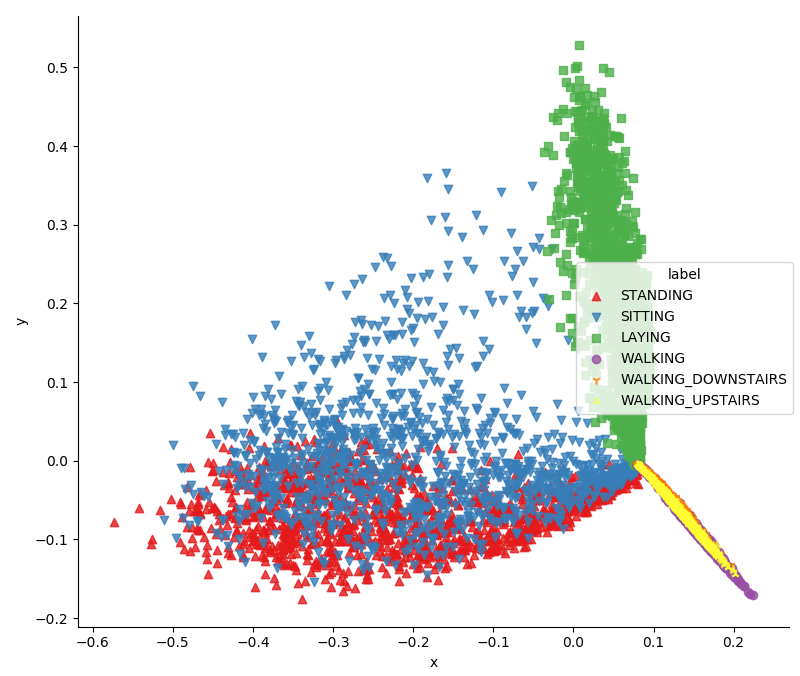 0.5
0.4
0.3
0.2
0.1
0.0
−0.1
−0.2
y
−0.6 −0.5 −0.4 −0.3 −0.2 −0.1 0.0 0.1 0.2
x
label
STANDING
SITTING
LAYING
WALKING
WALKING_DOWNSTAIRS
WALKING_UPSTAIRS